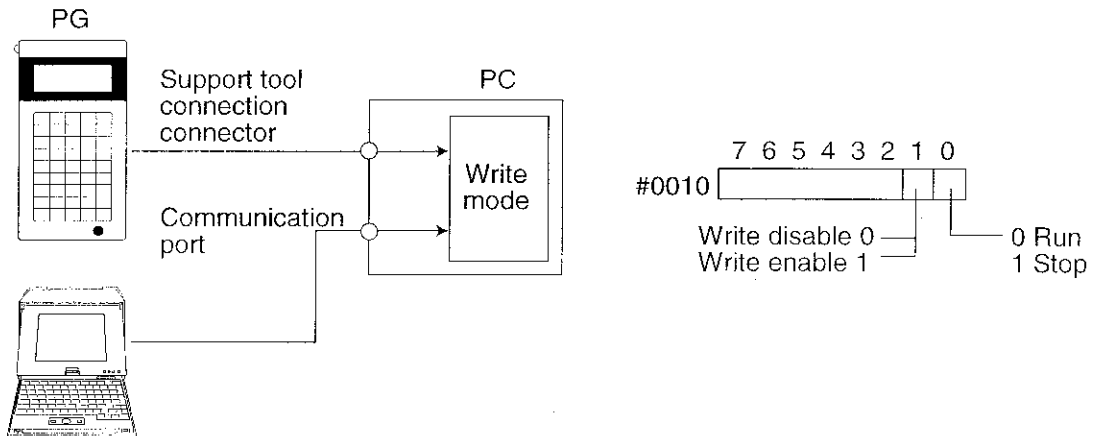 PG
Support tool
connection
connector
PC
Write
mode
Communication
port
7 6 5 4 3 2 1 0
#0010
Write disable 0
Write enable 1
0 Run
1 Stop